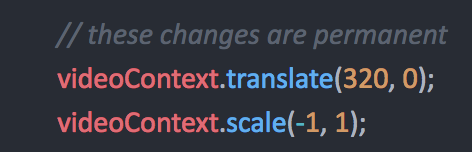 // these changes are permanent
videoContext.translate(320, 0);
videoContext.scale(-1, 1);